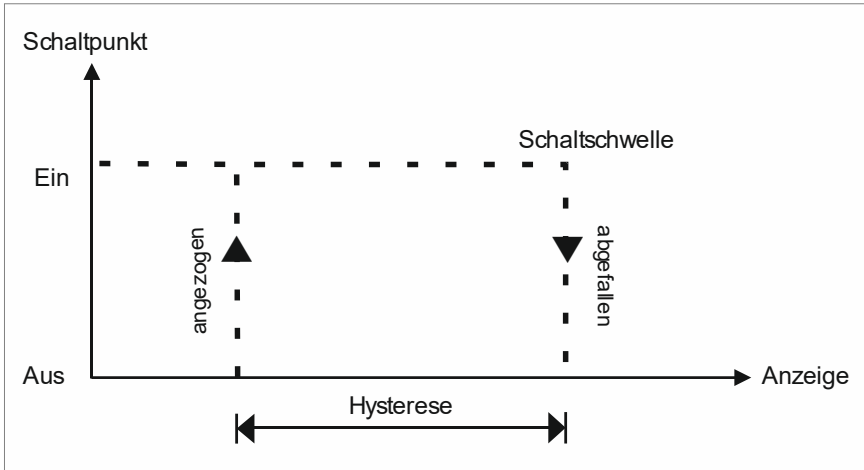 Schaltpunkt
Schaltschwelle
Ein
angezogen
abgefallen
Aus
Anzeige
Hysterese